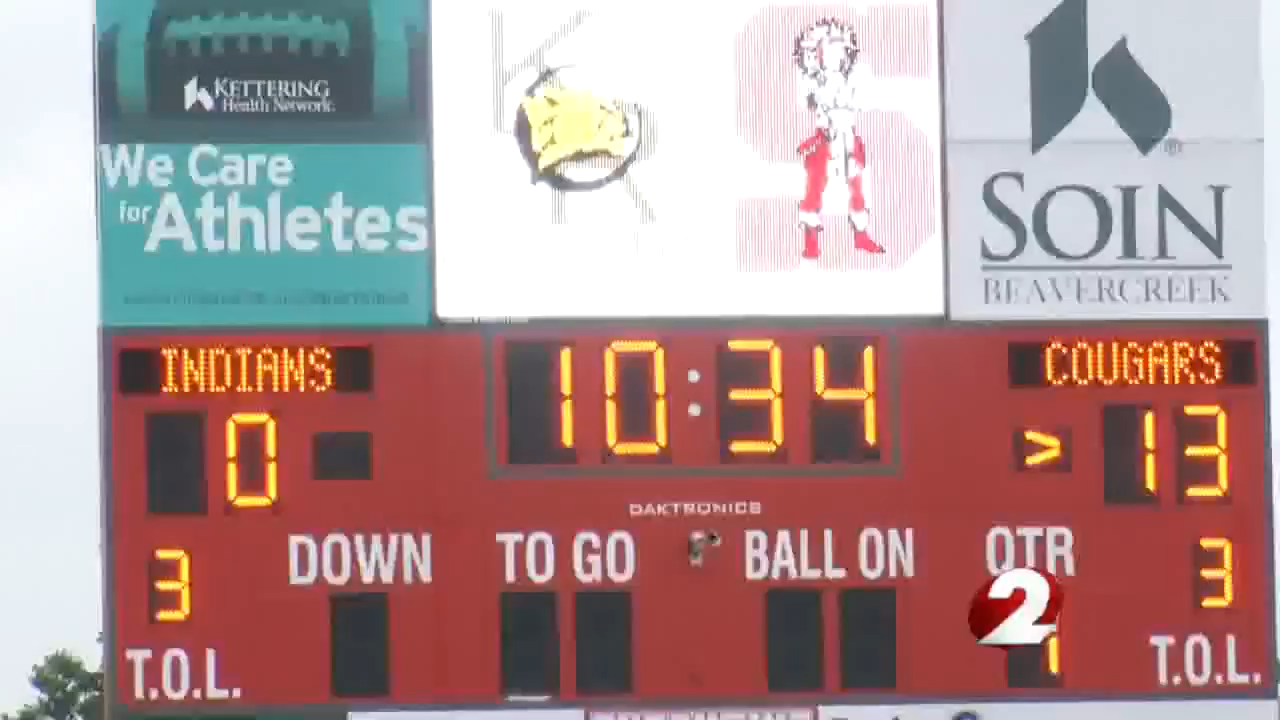 KETTERING
Health Network
We Care
for Athletes
K
S
SOIN
BEAVERCREEK
INDIANS
10:34
COUGARS
0
> 13
DAKTRONICS
DOWN
TO GO
BALL ON
QTR
3
3
2
1
T.O.L.
T.O.L.